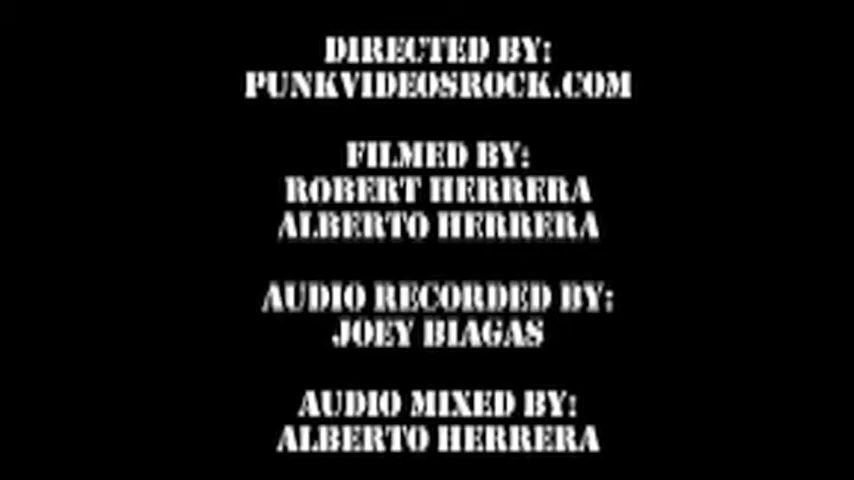 DIRECTED BY:
PUNKVIDEOSROCK.COM
FILMED BY:
ROBERT HERRERA
ALBERTO HERRERA
AUDIO RECORDED BY:
JOEY BIAGAS
AUDIO MIXED BY:
ALBERTO HERRERA